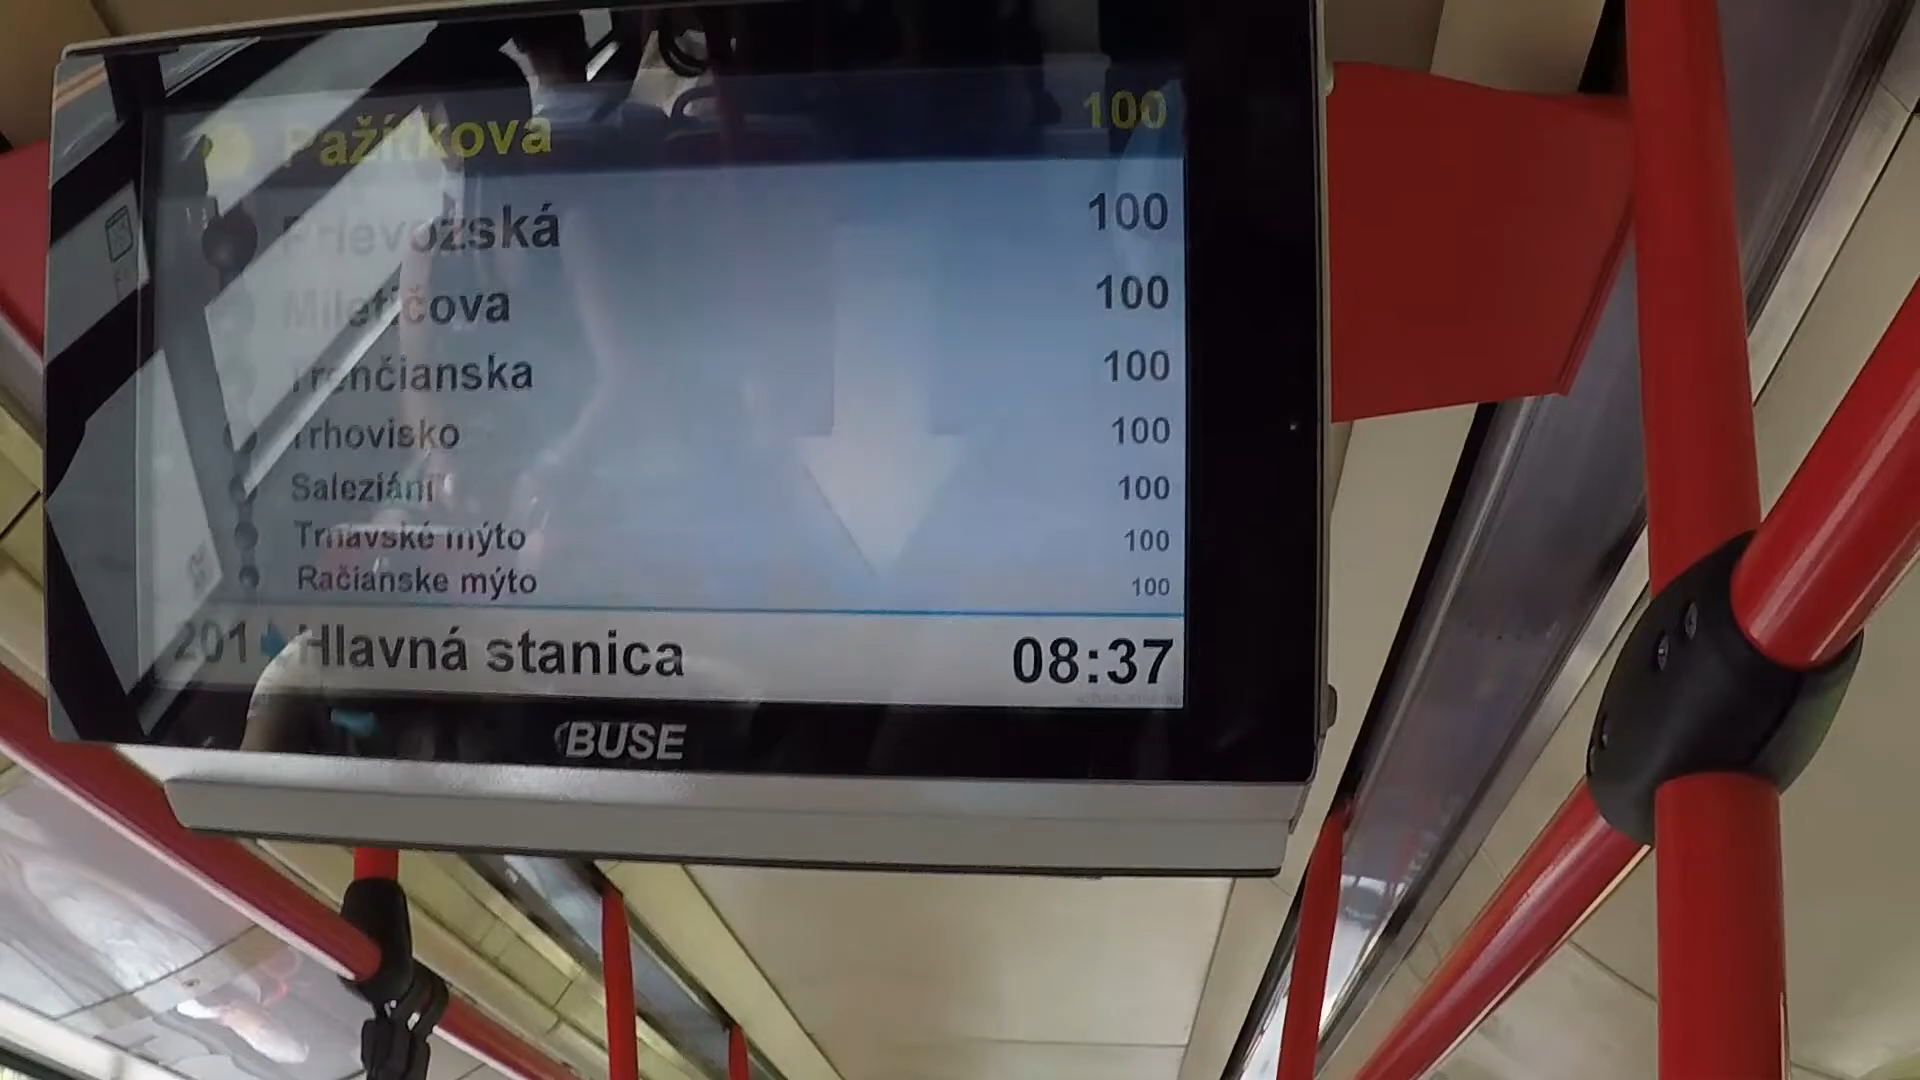 Pažítkova 100
Prievozská 100
Miletičova 100
Trenčianska 100
Trhovisko 100
Saleziáni 100
Trnavské mýto 100
Račianske mýto 100
201 Hlavná stanica 08:37
BUSE